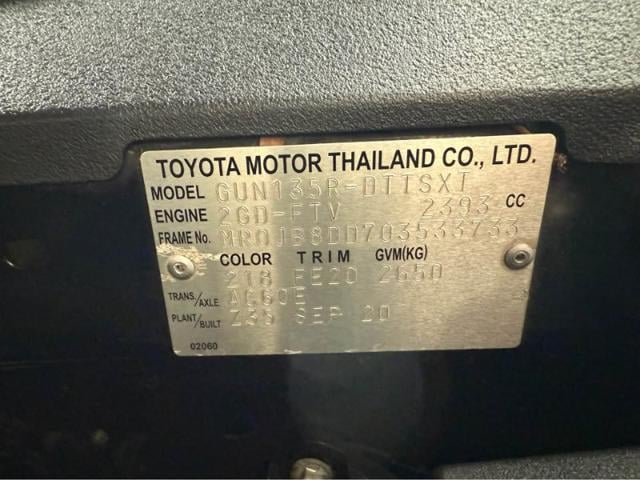 TOYOTA MOTOR THAILAND CO., LTD.
MODEL GUN135R-DTTSXT
ENGINE 2GD-FTV 2393 CC
FRAME No. MR0JB8DD703533733
COLOR TRIM GVM(KG)
218 EE20 2650
TRANS./AXLE AC60E
PLANT/BUILT Z35 SEP 20
02060